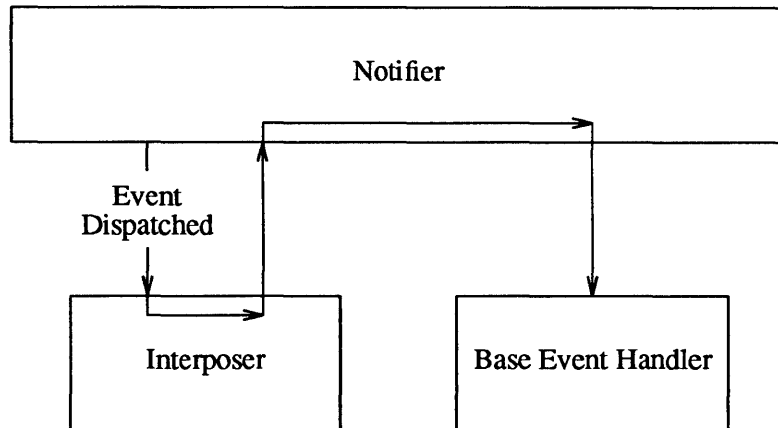 Notifier
Event
Dispatched
Interposer
Base Event Handler